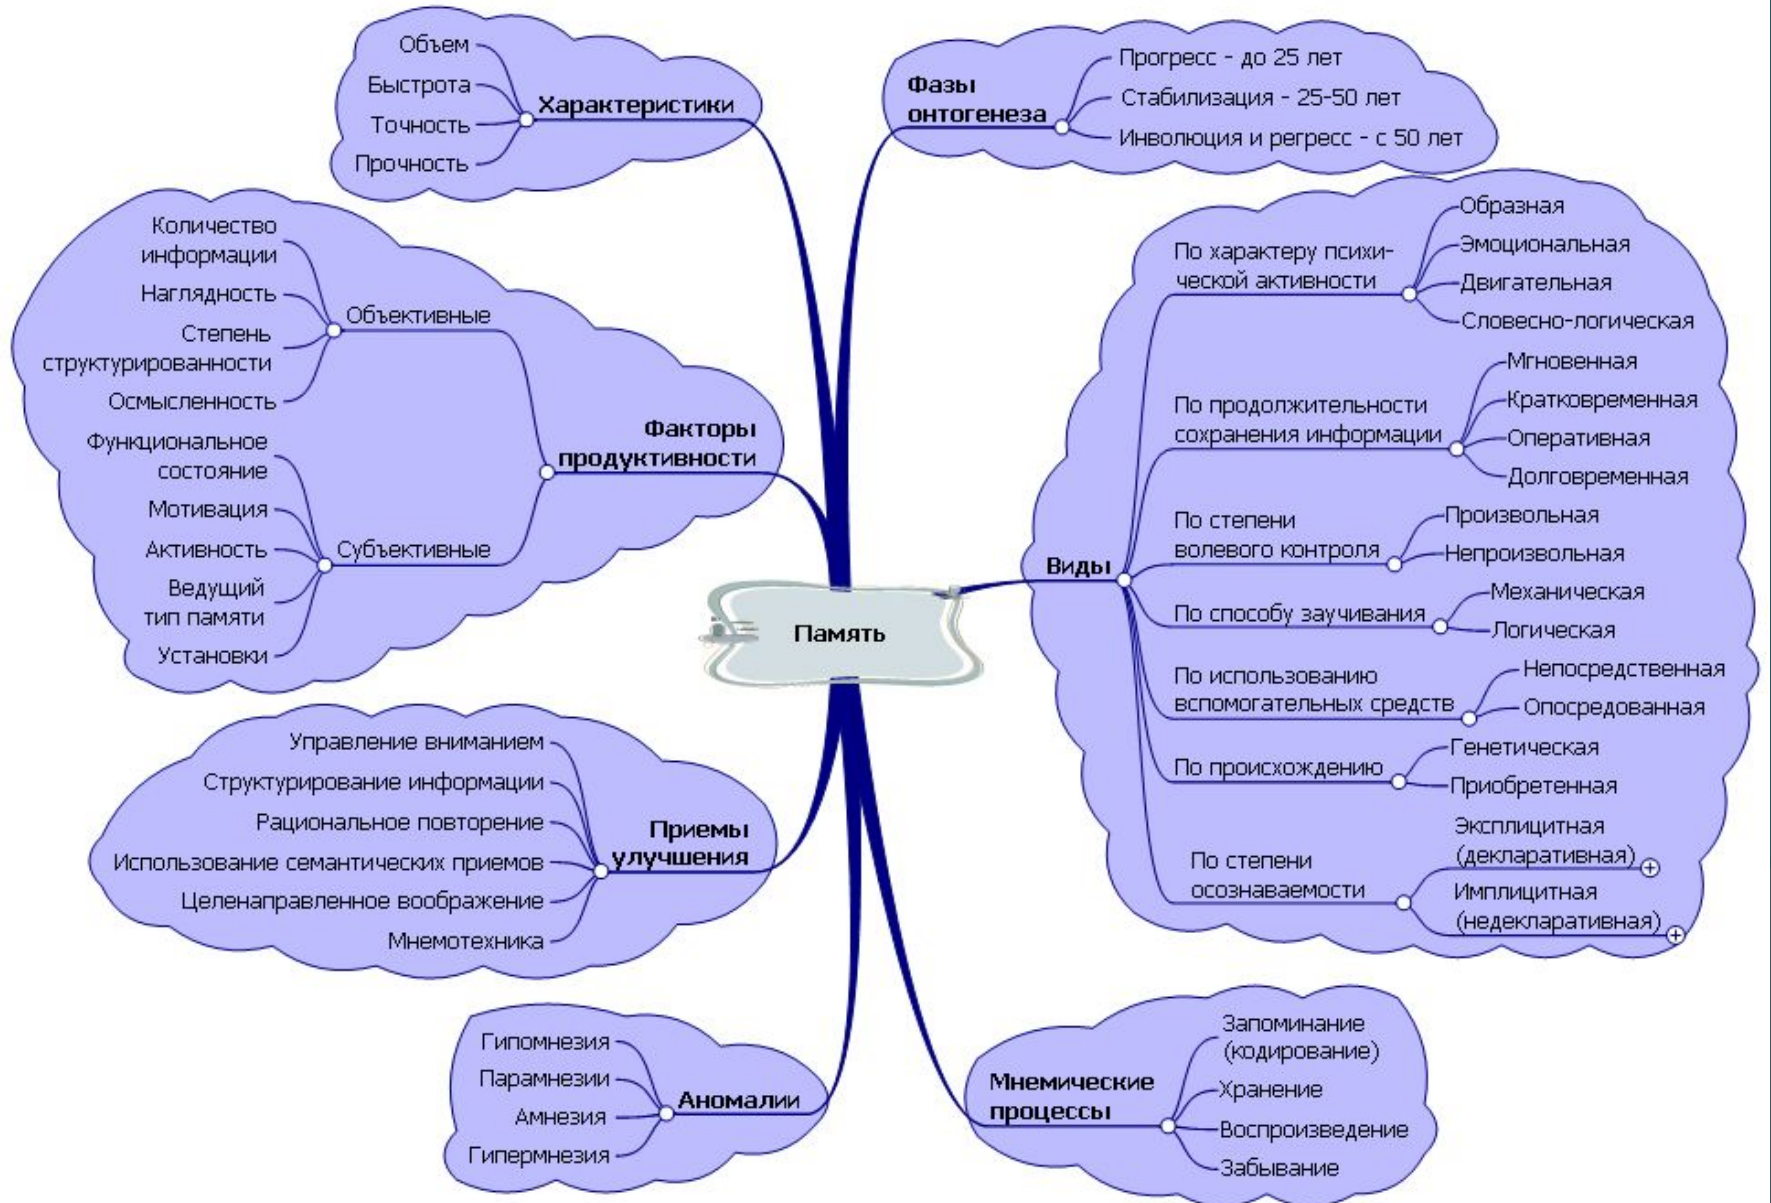 Память
Характеристики
Объем
Быстрота
Точность
Прочность
Факторы
продуктивности
Объективные
Количество
информации
Наглядность
Степень
структурированности
Осмысленность
Субъективные
Функциональное
состояние
Мотивация
Активность
Ведущий
тип памяти
Установки
Приемы
улучшения
Управление вниманием
Структурирование информации
Рациональное повторение
Использование семантических приемов
Целенаправленное воображение
Мнемотехника
Аномалии
Гипомнезия
Парамнезии
Амнезия
Гипермнезия
Фазы
онтогенеза
Прогресс - до 25 лет
Стабилизация - 25-50 лет
Инволюция и регресс - с 50 лет
Виды
По характеру психи-
ческой активности
Образная
Эмоциональная
Двигательная
Словесно-логическая
По продолжительности
сохранения информации
Мгновенная
Кратковременная
Оперативная
Долговременная
По степени
волевого контроля
Произвольная
Непроизвольная
По способу заучивания
Механическая
Логическая
По использованию
вспомогательных средств
Непосредственная
Опосредованная
По происхождению
Генетическая
Приобретенная
По степени
осознаваемости
Эксплицитная
(декларативная)
Имплицитная
(недекларативная)
Мнемические
процессы
Запоминание
(кодирование)
Хранение
Воспроизведение
Забывание